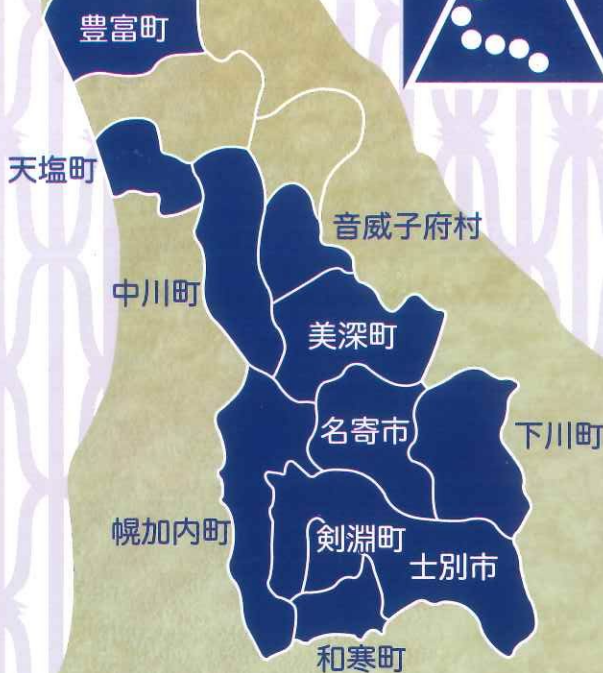 豊富町
天塩町
音威子府村
中川町
美深町
名寄市
下川町
幌加内町
剣淵町
士別市
和寒町